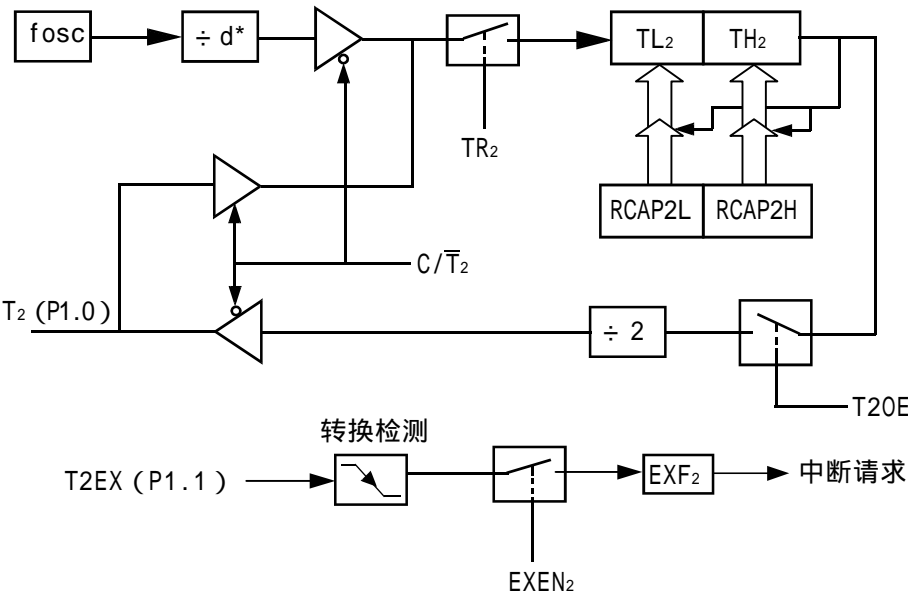 fosc
÷ d*
TL₂
TH₂
TR₂
RCAP2L
RCAP2H
C/T̅₂
T₂(P1.0)
÷ 2
T2OE
转换检测
T2EX(P1.1)
EXF₂
中断请求
EXEN₂